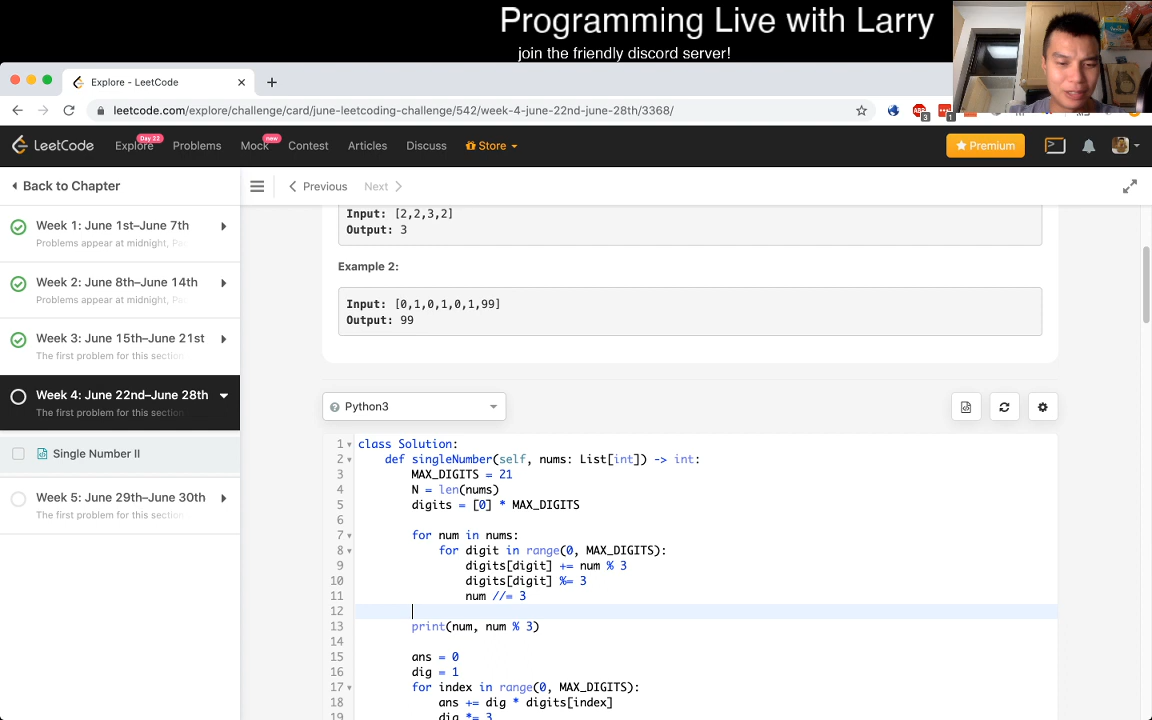 Programming Live with Larry
join the friendly discord server!
Explore - LeetCode
leetcode.com/explore/challenge/card/june-leetcoding-challenge/542/week-4-june-22nd-june-28th/3368/
LeetCode
Explore
Day 22
Problems
Mock
new
Contest
Articles
Discuss
Store
Premium
Back to Chapter
Previous
Next
Week 1: June 1st–June 7th
Problems appear at midnight, Pa
Week 2: June 8th–June 14th
Problems appear at midnight, Pa
Week 3: June 15th–June 21st
The first problem for this section
Week 4: June 22nd–June 28th
The first problem for this section
Single Number II
Week 5: June 29th–June 30th
The first problem for this section
Input: [2,2,3,2]
Output: 3
Example 2:
Input: [0,1,0,1,0,1,99]
Output: 99
Python3
1 class Solution:
2 def singleNumber(self, nums: List[int]) -> int:
3 MAX_DIGITS = 21
4 N = len(nums)
5 digits = [0] * MAX_DIGITS
6
7 for num in nums:
8 for digit in range(0, MAX_DIGITS):
9 digits[digit] += num % 3
10 digits[digit] %= 3
11 num //= 3
12
13 print(num, num % 3)
14
15 ans = 0
16 dig = 1
17 for index in range(0, MAX_DIGITS):
18 ans += dig * digits[index]
19 dig *= 3